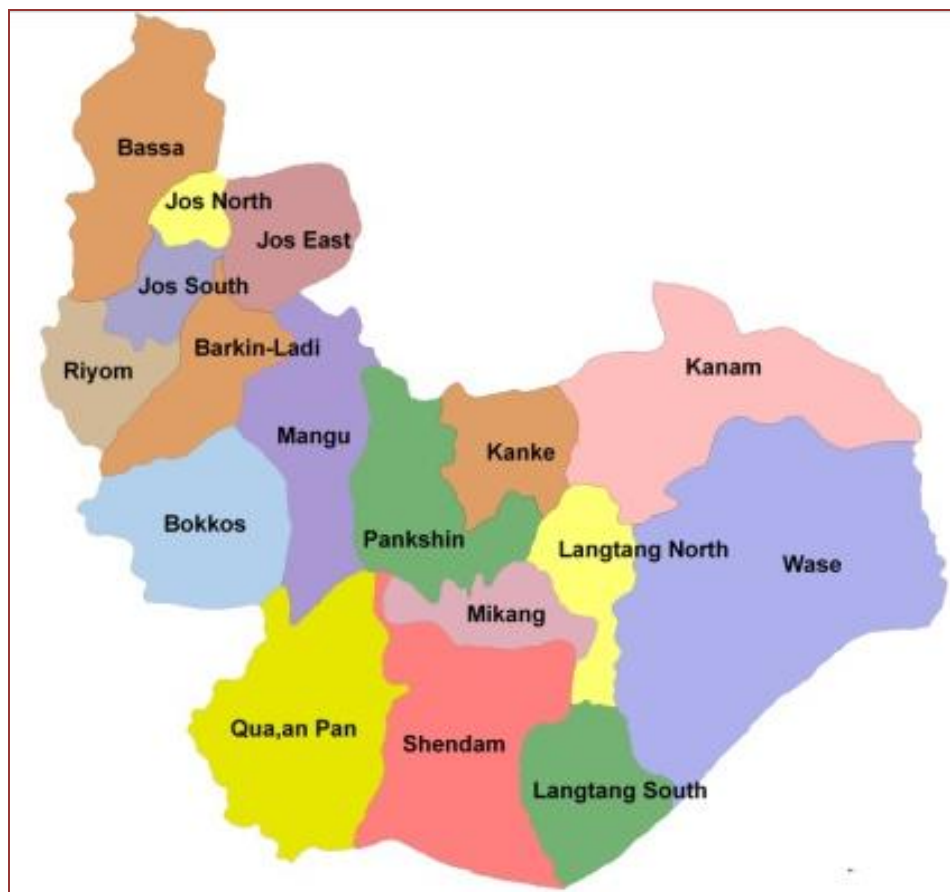 Bassa
Jos North
Jos East
Jos South
Barkin-Ladi
Riyom
Kanam
Mangu
Kanke
Bokkos
Pankshin
Langtang North
Wase
Mikang
Qua,an Pan
Shendam
Langtang South